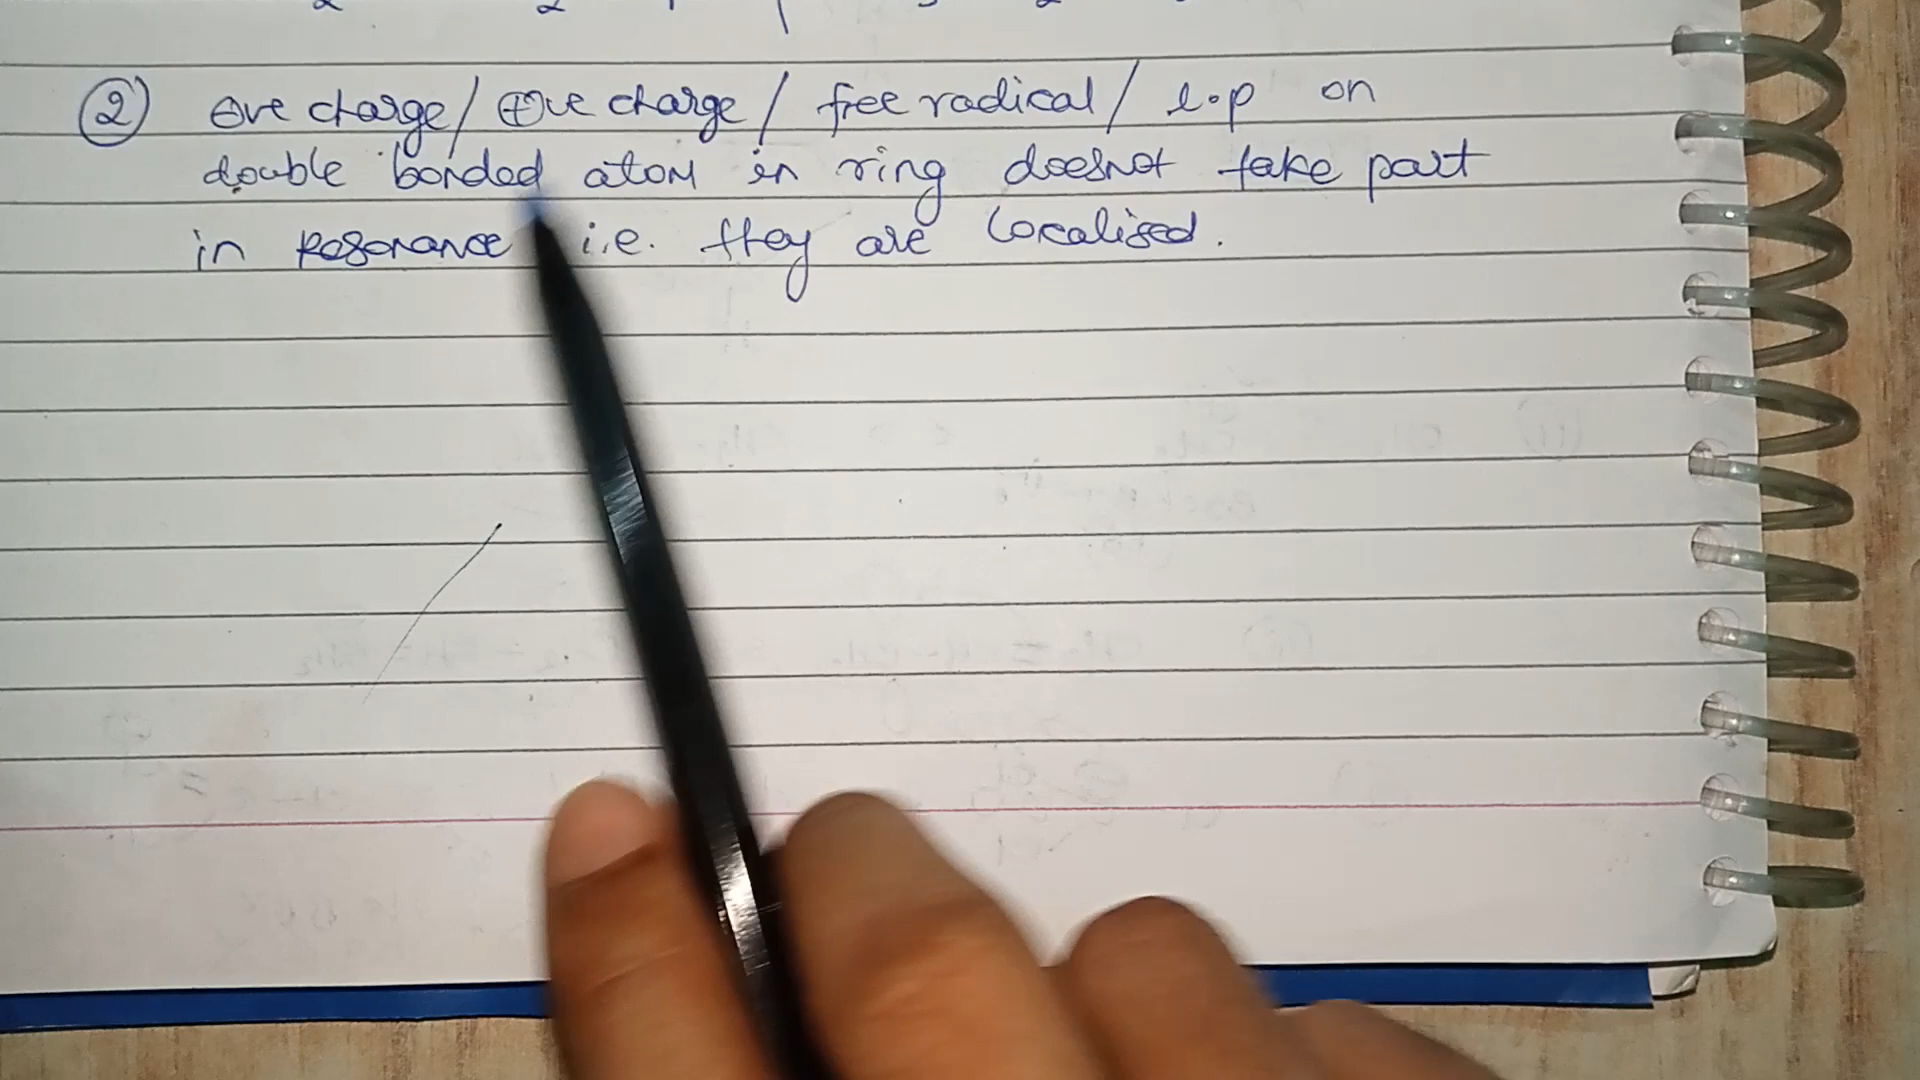 ② ⊖ve charge/ ⊕ve charge/ free radical/ l.p on
double bonded atom in ring doesnot take part
in Resonance i.e. they are localised.